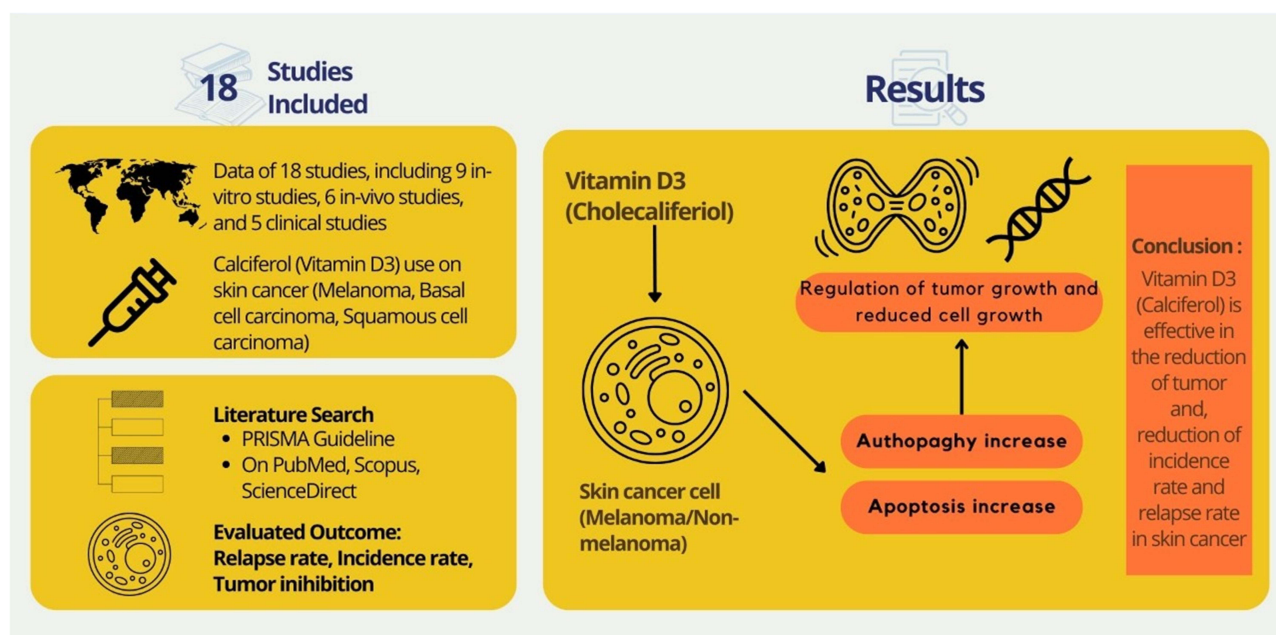 18
Studies
Included
Data of 18 studies, including 9 in-
vitro studies, 6 in-vivo studies,
and 5 clinical studies
Calciferol (Vitamin D3) use on
skin cancer (Melanoma, Basal
cell carcinoma, Squamous cell
carcinoma)
Literature Search
• PRISMA Guideline
• On PubMed, Scopus,
ScienceDirect
Evaluated Outcome:
Relapse rate, Incidence rate,
Tumor inihibition
Results
Vitamin D3
(Cholecaliferiol)
Skin cancer cell
(Melanoma/Non-
melanoma)
Regulation of tumor growth and
reduced cell growth
Authopaghy increase
Apoptosis increase
Conclusion :
Vitamin D3
(Calciferol) is
effective in
the reduction
of tumor
and,
reduction of
incidence
rate and
relapse rate
in skin cancer